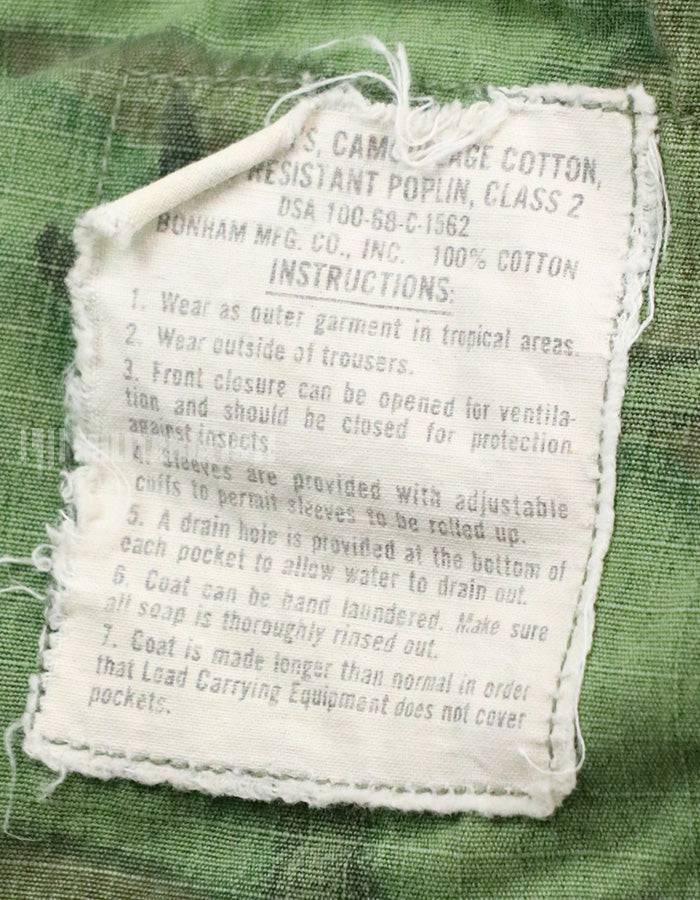 'S, CAMOUFLAGE COTTON,
RESISTANT POPLIN, CLASS 2
DSA 100-68-C-1562
BONHAM MFG. CO., INC. 100% COTTON
INSTRUCTIONS:
1. Wear as outer garment in tropical areas.
2. Wear outside of trousers.
3. Front closure can be opened for ventila-
tion and should be closed for protection
against insects
4. Sleeves are provided with adjustable
cuffs to permit sleeves to be rolled up.
5. A drain hole is provided at the bottom of
each pocket to allow water to drain out.
6. Coat can be hand laundered. Make sure
all soap is thoroughly rinsed out.
7. Coat is made longer than normal in order
that Load Carrying Equipment does not cover
pockets.